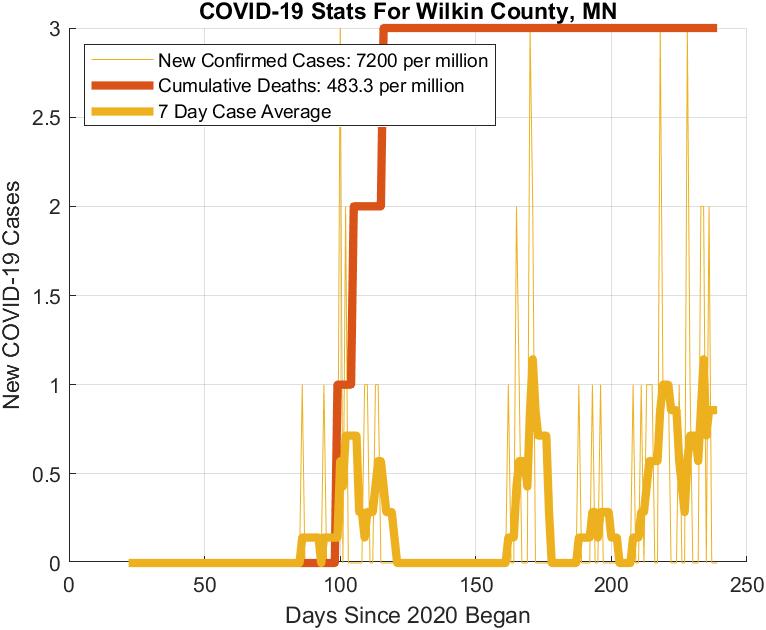 COVID-19 Stats For Wilkin County, MN
New Confirmed Cases: 7200 per million
Cumulative Deaths: 483.3 per million
7 Day Case Average
New COVID-19 Cases
3
2.5
2
1.5
1
0.5
0
0 50 100 150 200 250
Days Since 2020 Began